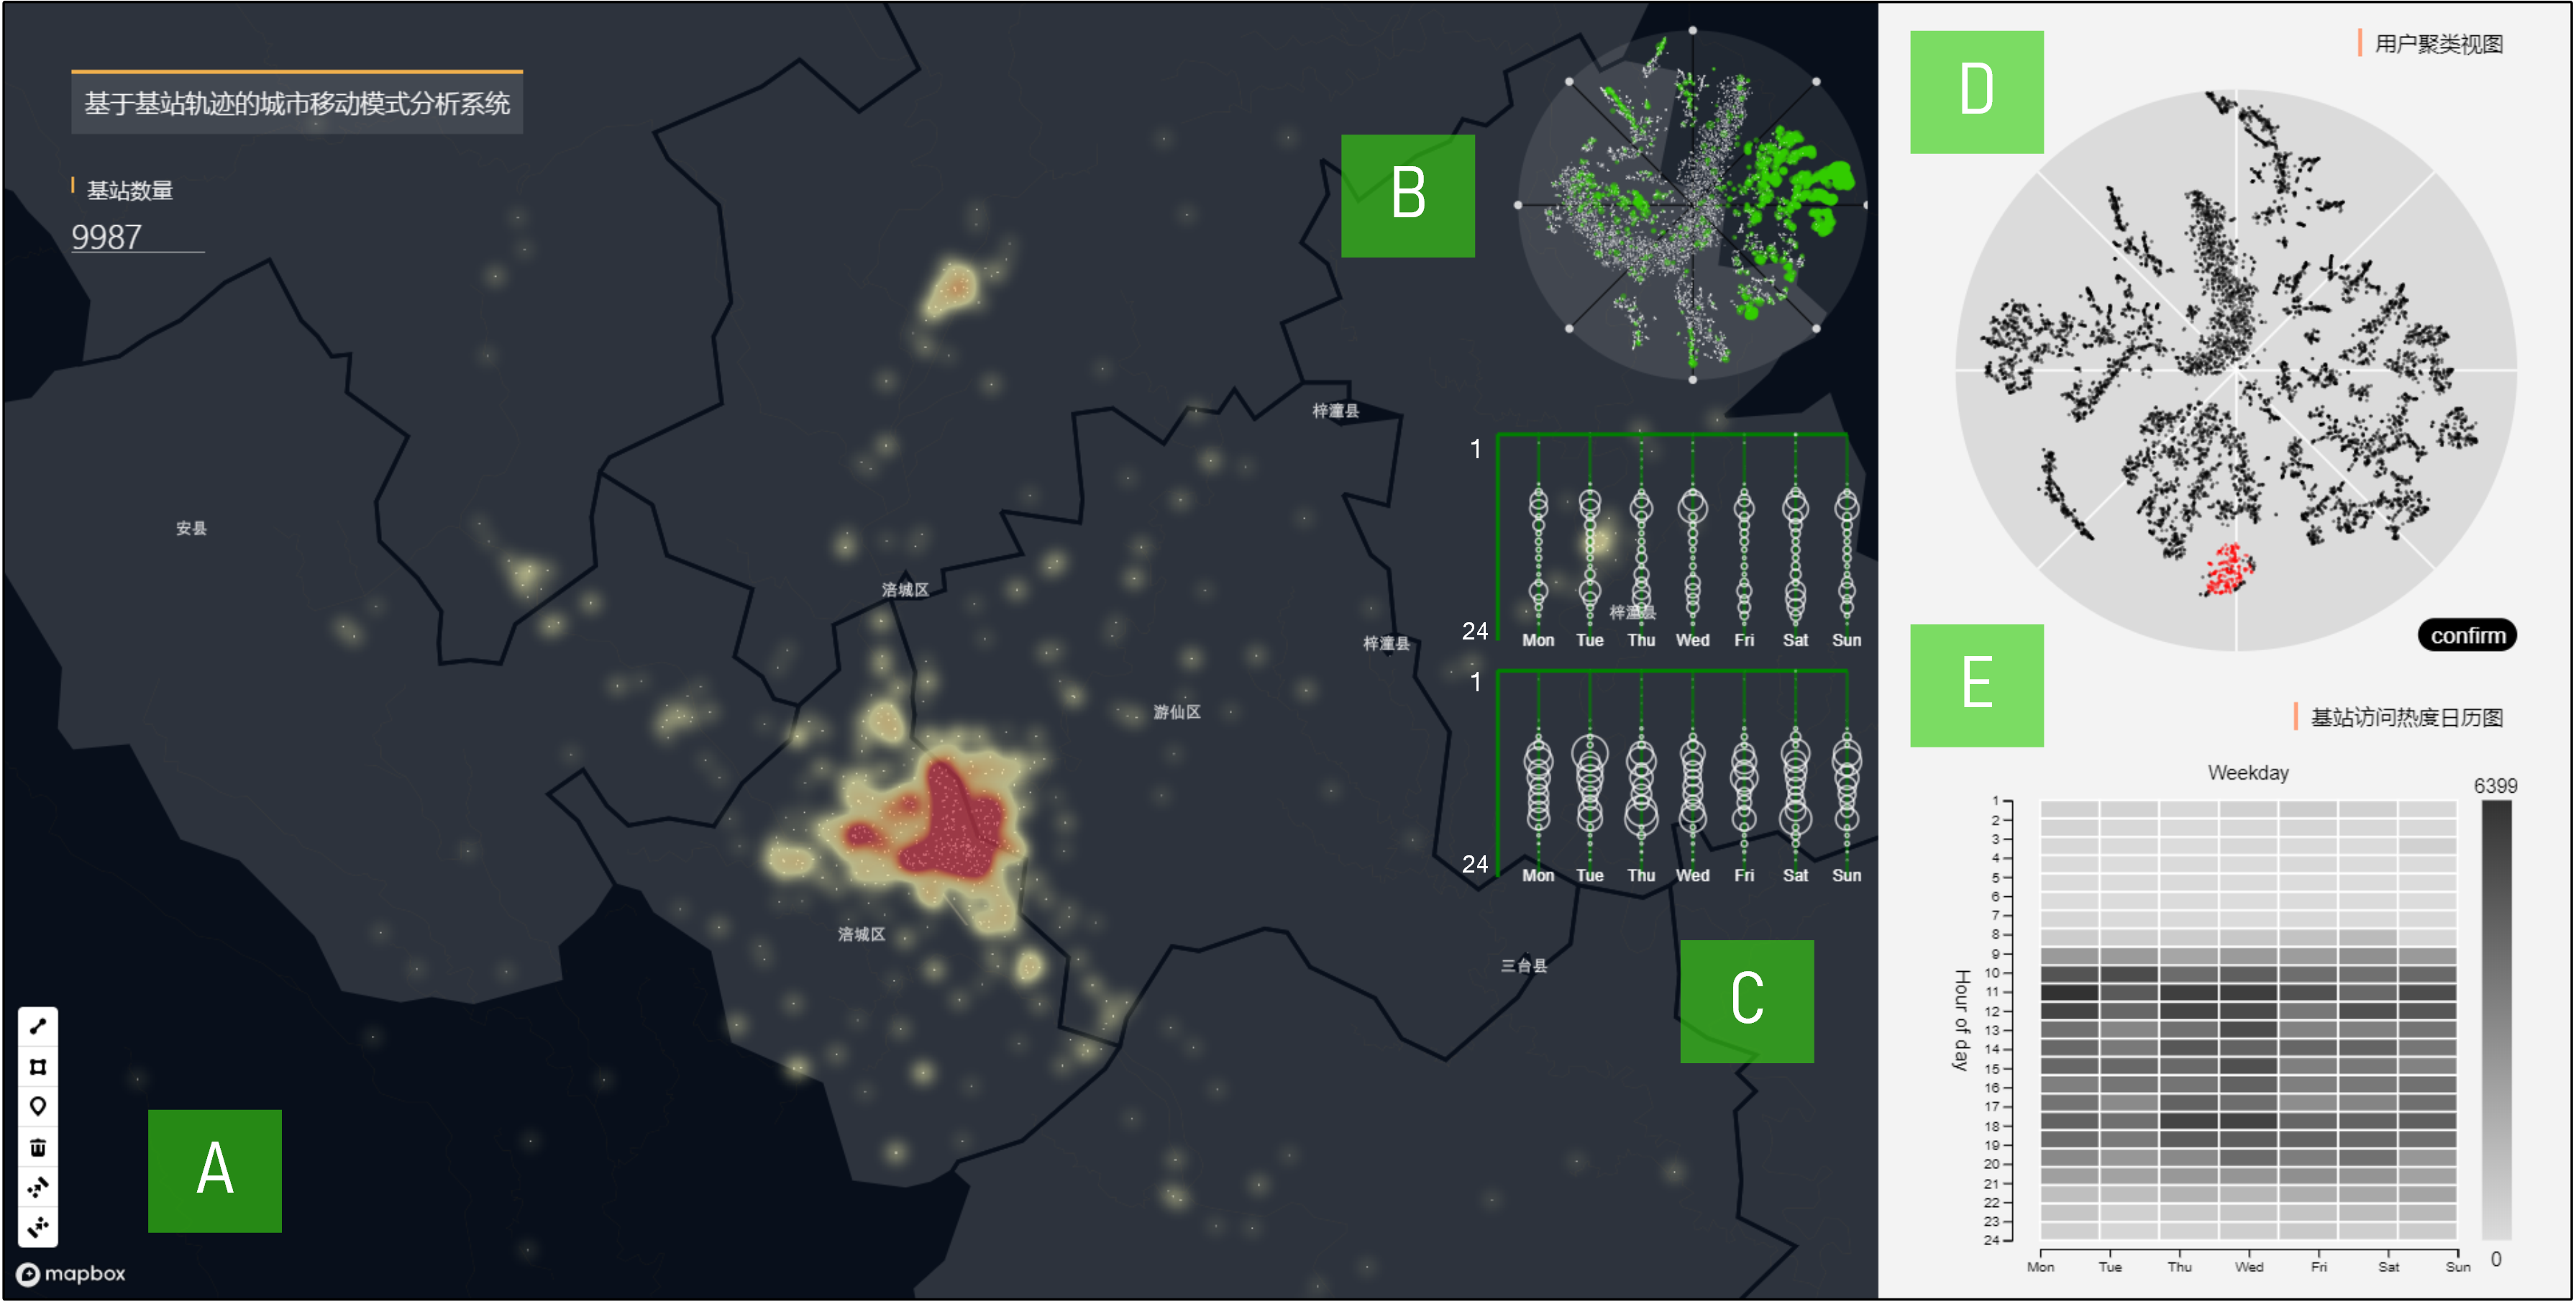 基于基站轨迹的城市移动模式分析系统
基站数量
9987
安县
涪城区
游仙区
涪城区
梓潼县
梓潼县
梓潼县
三台县
A
mapbox
B
1
24
Mon Tue Thu Wed Fri Sat Sun
1
24
Mon Tue Thu Wed Fri Sat Sun
C
D
用户聚类视图
confirm
E
基站访问热度日历图
Weekday
6399
0
Hour of day
1
2
3
4
5
6
7
8
9
10
11
12
13
14
15
16
17
18
19
20
21
22
23
24
Mon Tue Thu Wed Fri Sat Sun